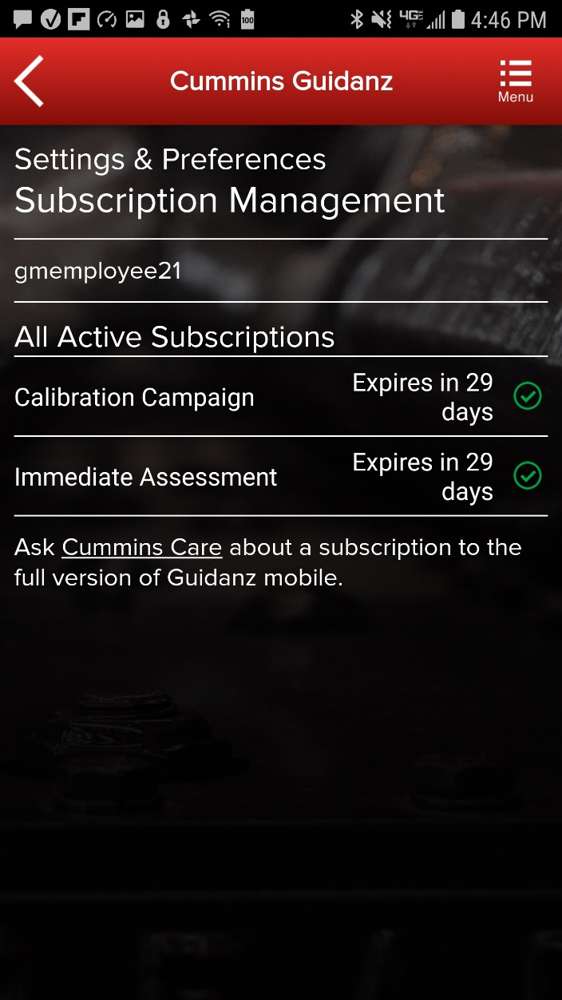 100 4G LTE 4:46 PM
Cummins Guidanz
Menu
Settings & Preferences
Subscription Management
gmemployee21
All Active Subscriptions
Calibration Campaign
Expires in 29
days
Immediate Assessment
Expires in 29
days
Ask Cummins Care about a subscription to the
full version of Guidanz mobile.